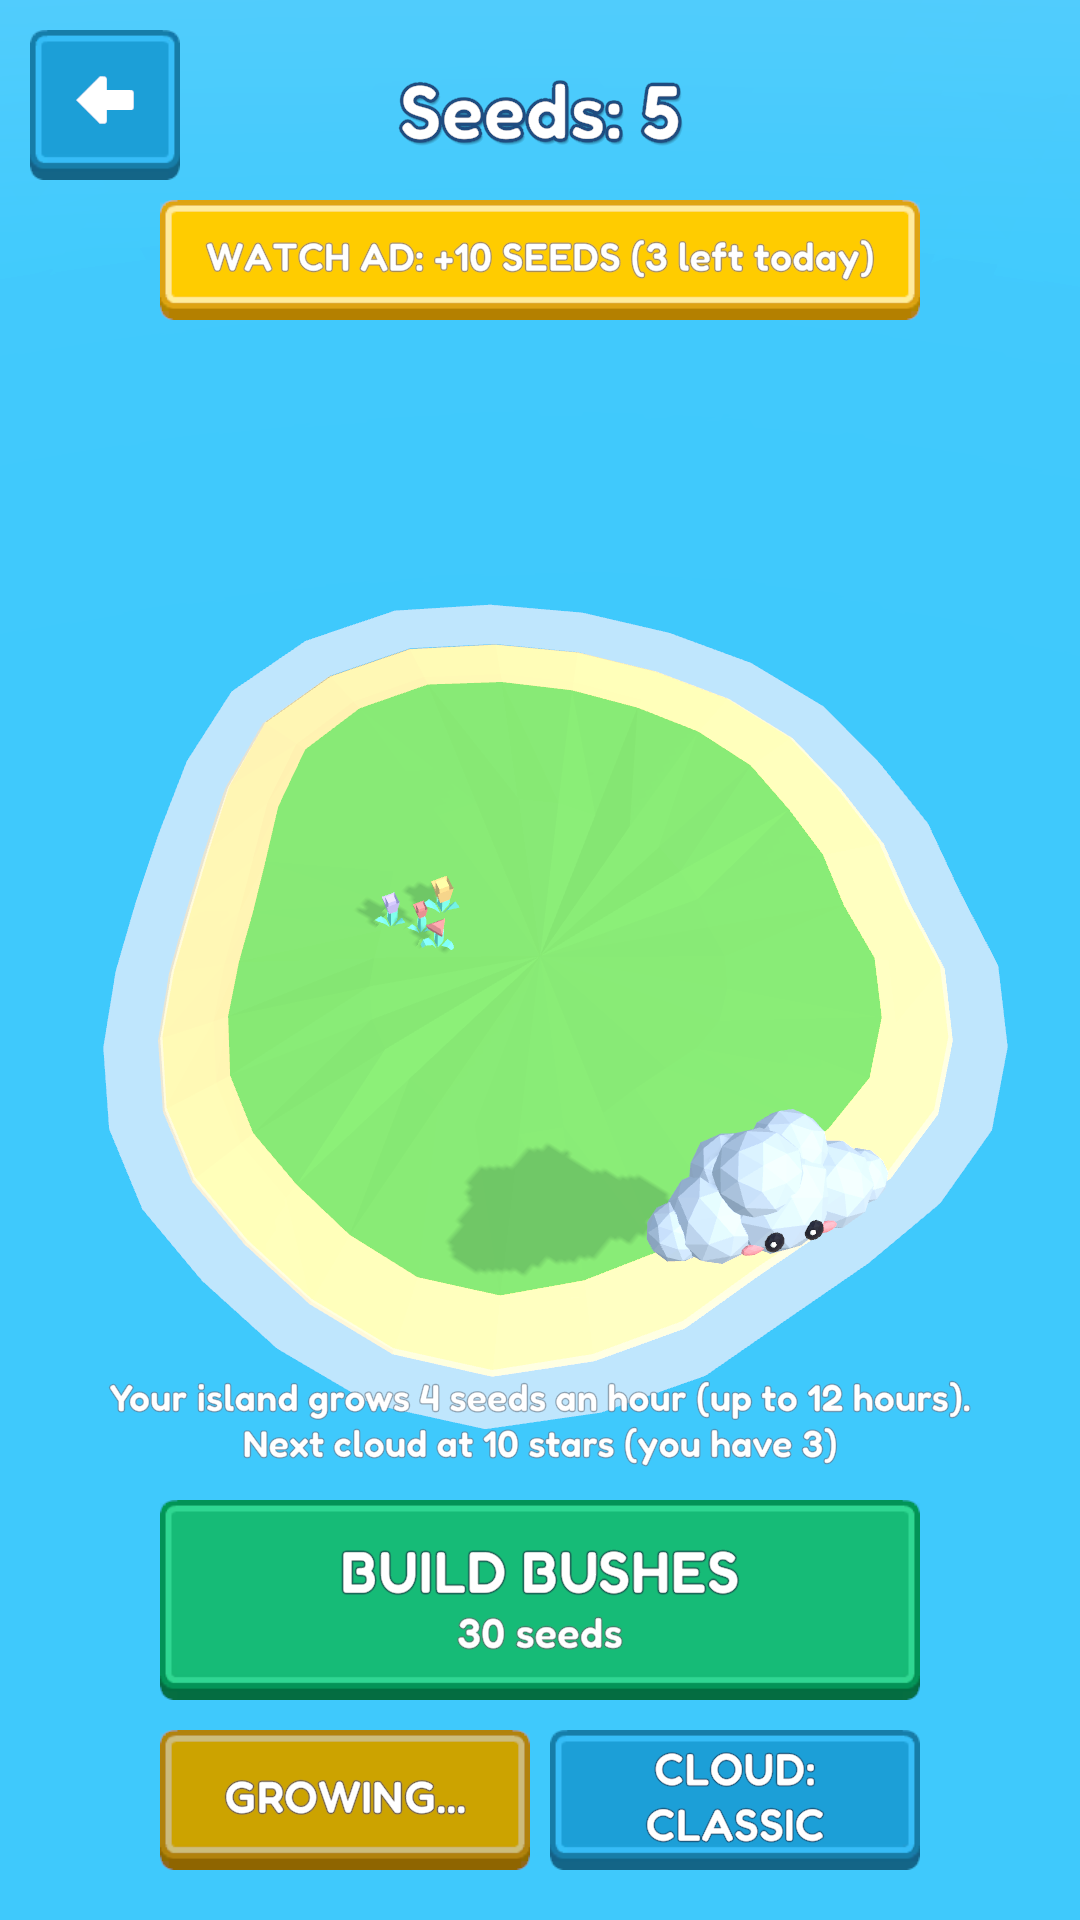 Seeds: 5
WATCH AD: +10 SEEDS (3 left today)
Your island grows 4 seeds an hour (up to 12 hours).
Next cloud at 10 stars (you have 3)
BUILD BUSHES
30 seeds
GROWING...
CLOUD:
CLASSIC